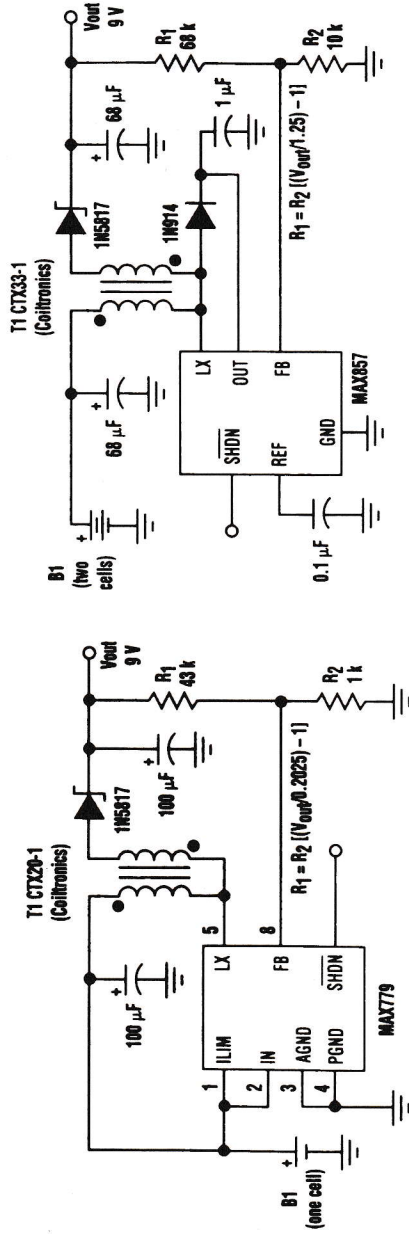 T1 CTX20-1
(Coiltronics)
1N5817
Vout
9 V
100 µF
+
100 µF
+
R1
43 k
R2
1 k
5
LX
8
FB
SHDN
1
ILIM
2
IN
3
AGND
4
PGND
MAX779
R1 = R2 [(Vout/0.2025) − 1]
B1
(one cell)
+
T1 CTX33-1
(Coiltronics)
1N5817
Vout
9 V
68 µF
+
68 µF
+
R1
68 k
R2
10 k
1N914
1 µF
LX
OUT
FB
SHDN
REF
GND
MAX857
0.1 µF
R1 = R2 [(Vout/1.25) − 1]
B1
(two
cells)
+